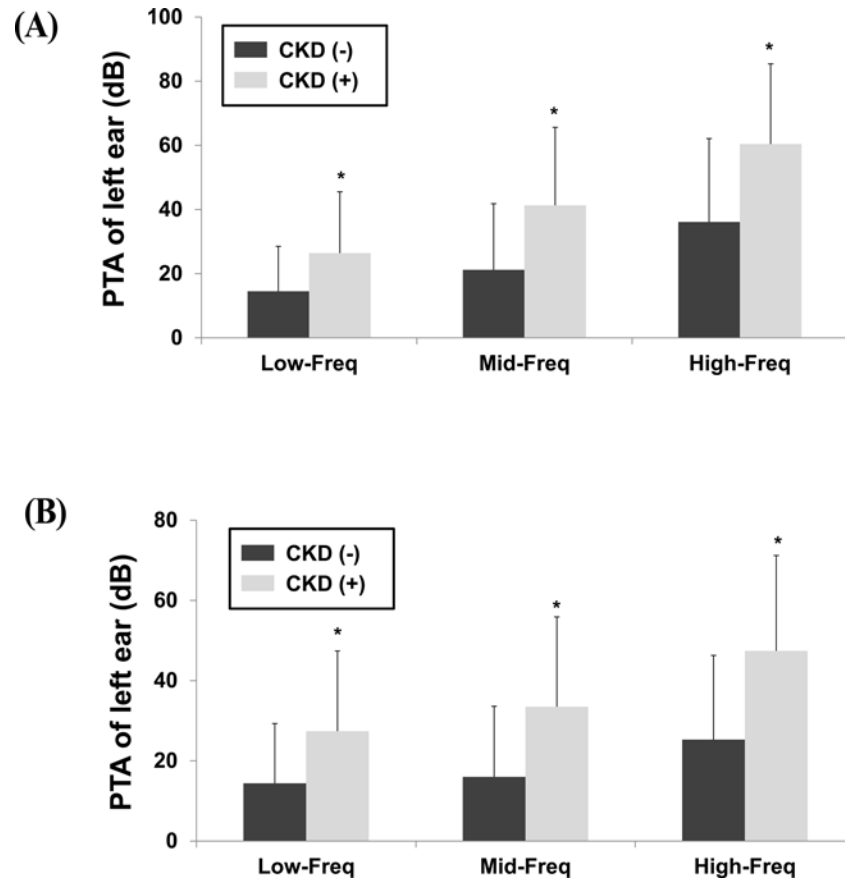 (A)
PTA of left ear (dB)
100
80
60
40
20
0
CKD (-)
CKD (+)
*
*
*
Low-Freq Mid-Freq High-Freq
(B)
PTA of left ear (dB)
80
60
40
20
0
CKD (-)
CKD (+)
*
*
*
Low-Freq Mid-Freq High-Freq